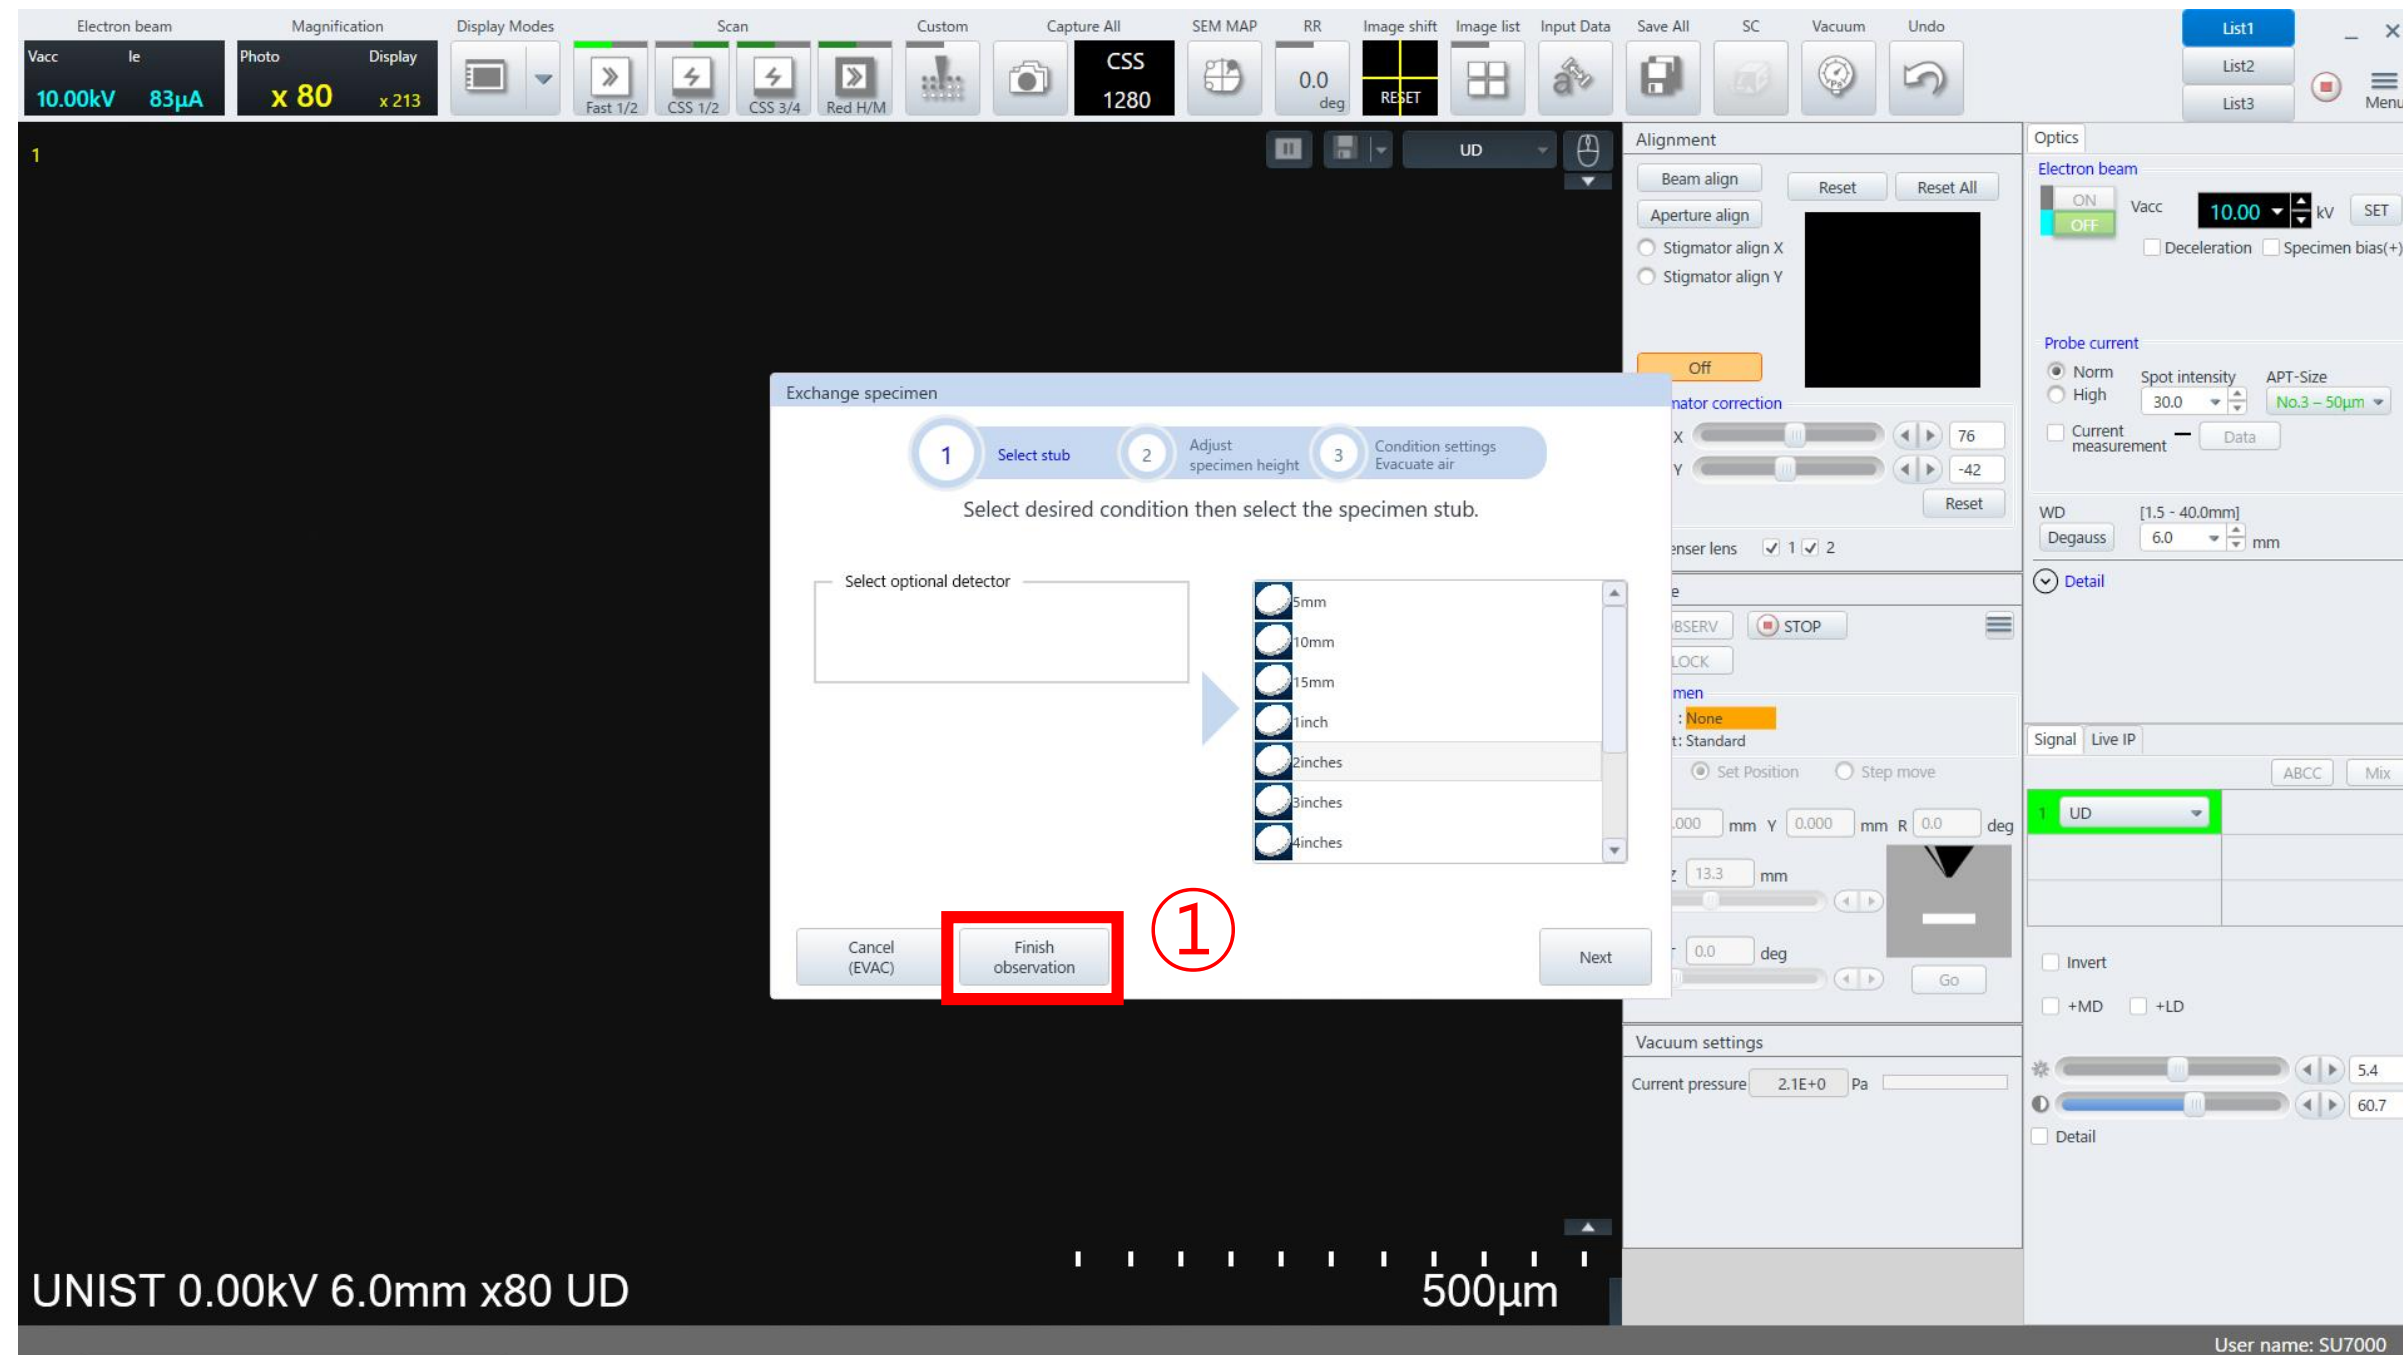 Electron beam
Magnification
Display Modes
Scan
Custom
Capture All
SEM MAP
RR
Image shift
Image list
Input Data
Save All
SC
Vacuum
Undo
List1
List2
List3
Menu
Vacc Ie
10.00kV 83µA
Photo Display
x 80 x 213
Fast 1/2
CSS 1/2
CSS 3/4
Red H/M
CSS
1280
0.0
deg
RESET
1
UD
Alignment
Beam align
Reset
Reset All
Aperture align
Stigmator align X
Stigmator align Y
Off
mator correction
X 76
Y -42
Reset
enser lens 1 2
Exchange specimen
1 Select stub
2 Adjust
specimen height
3 Condition settings
Evacuate air
Select desired condition then select the specimen stub.
Select optional detector
5mm
10mm
15mm
1inch
2inches
3inches
4inches
Cancel
(EVAC)
Finish
observation
①
Next
e
BSERV
STOP
LOCK
men
: None
t: Standard
Set Position
Step move
.000 mm Y 0.000 mm R 0.0 deg
Z 13.3 mm
T 0.0 deg
Go
Vacuum settings
Current pressure 2.1E+0 Pa
Optics
Electron beam
ON
OFF
Vacc 10.00 kV SET
Deceleration Specimen bias(+)
Probe current
Norm
High
Spot intensity
30.0
APT-Size
No.3 – 50µm
Current
measurement
Data
WD [1.5 - 40.0mm]
Degauss 6.0 mm
Detail
Signal Live IP
ABCC Mix
1 UD
Invert
+MD +LD
5.4
60.7
Detail
UNIST 0.00kV 6.0mm x80 UD
500µm
User name: SU7000